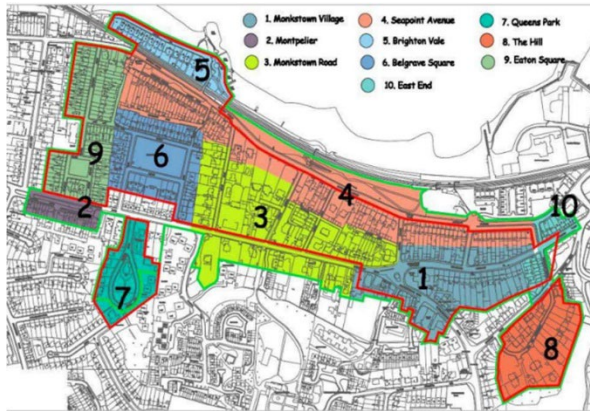 1. Monkstown Village
4. Seapoint Avenue
7. Queens Park
2. Montpelier
5. Brighton Vale
8. The Hill
3. Monkstown Road
6. Belgrave Square
9. Eaton Square
10. East End
5
9
6
4
10
2
3
1
7
8